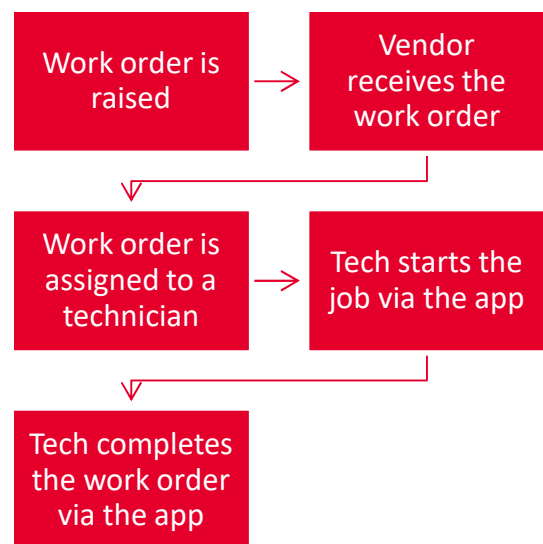 Work order is
raised
Vendor
receives the
work order
Work order is
assigned to a
technician
Tech starts the
job via the app
Tech completes
the work order
via the app